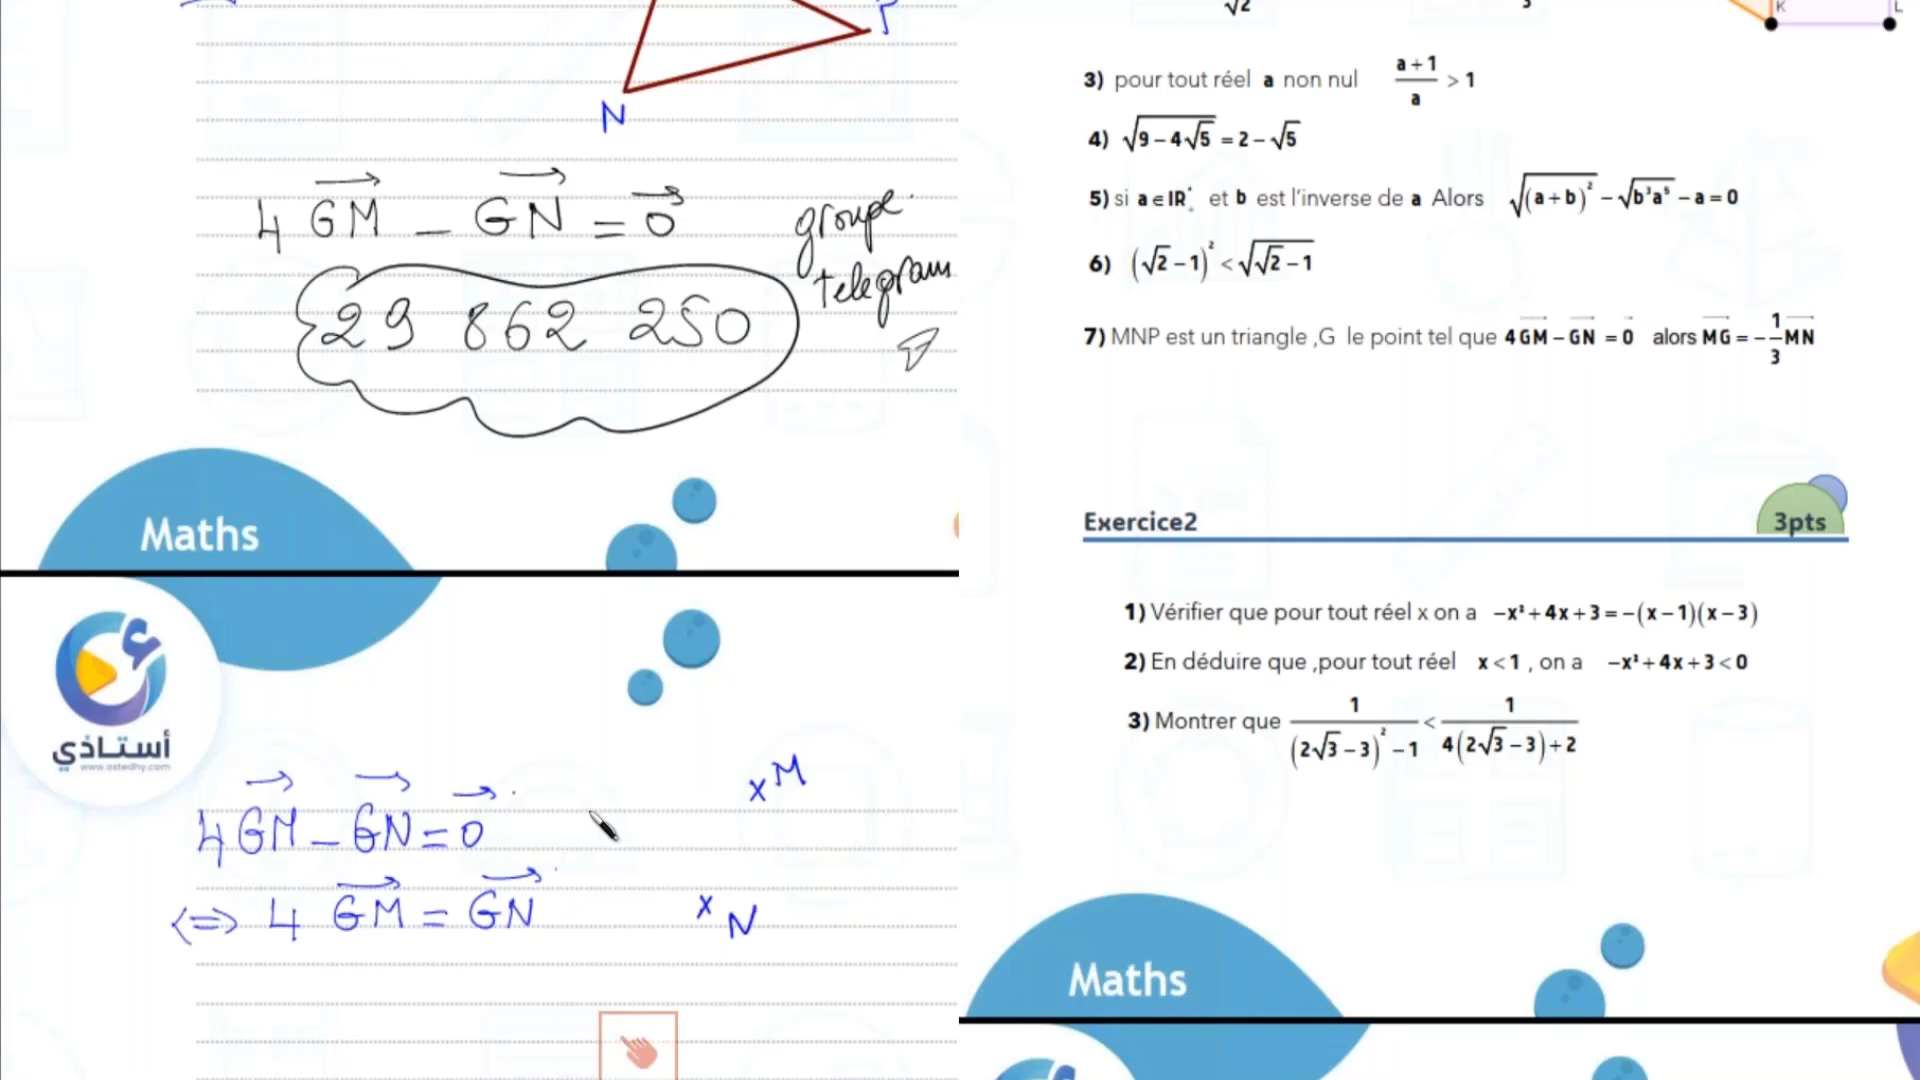 N
4 GM - GN = 0
groupe
telegram
29 862 250
Maths
أستاذي
www.ostedhy.com
4 GM - GN = 0
x M
<=> 4 GM = GN
x N
K L
√2 3
3) pour tout réel a non nul (a+1)/a > 1
4) √(9-4√5) = 2-√5
5) si a ∈ IR*₊ et b est l'inverse de a Alors √((a+b)²) - √(b³a⁵) - a = 0
6) (√2-1)² < √(√2-1)
7) MNP est un triangle ,G le point tel que 4GM - GN = 0 alors MG = -1/3 MN
Exercice2 3pts
1) Vérifier que pour tout réel x on a -x²+4x+3=-(x-1)(x-3)
2) En déduire que ,pour tout réel x<1 , on a -x²+4x+3<0
3) Montrer que 1/((2√3-3)²-1) < 1/(4(2√3-3)+2)
Maths